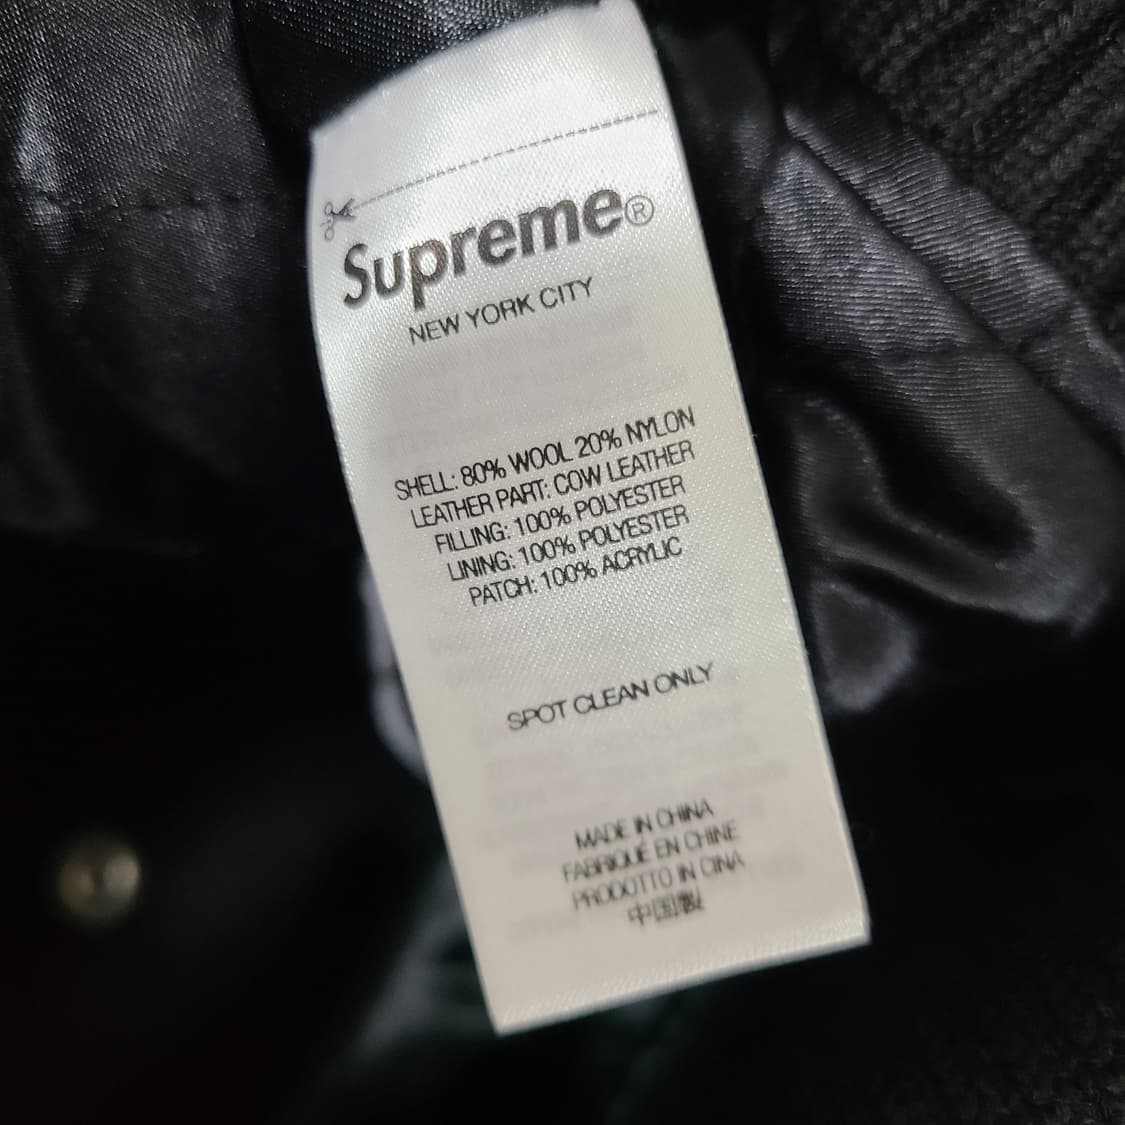 Supreme®
NEW YORK CITY
SHELL: 80% WOOL 20% NYLON
LEATHER PART: COW LEATHER
FILLING: 100% POLYESTER
LINING: 100% POLYESTER
PATCH: 100% ACRYLIC
SPOT CLEAN ONLY
MADE IN CHINA
FABRIQUÉ EN CHINE
PRODOTTO IN CINA
中国製